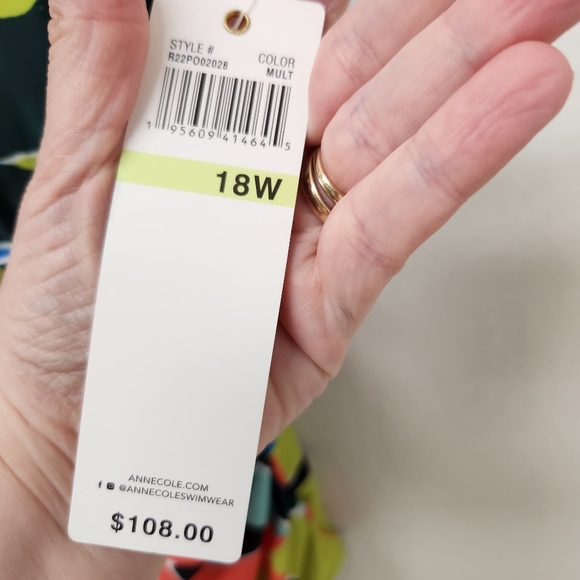 STYLE # COLOR
R22PO02028 MULT
1 95609 41464 5
18W
ANNECOLE.COM
@ANNECOLESWIMWEAR
$108.00